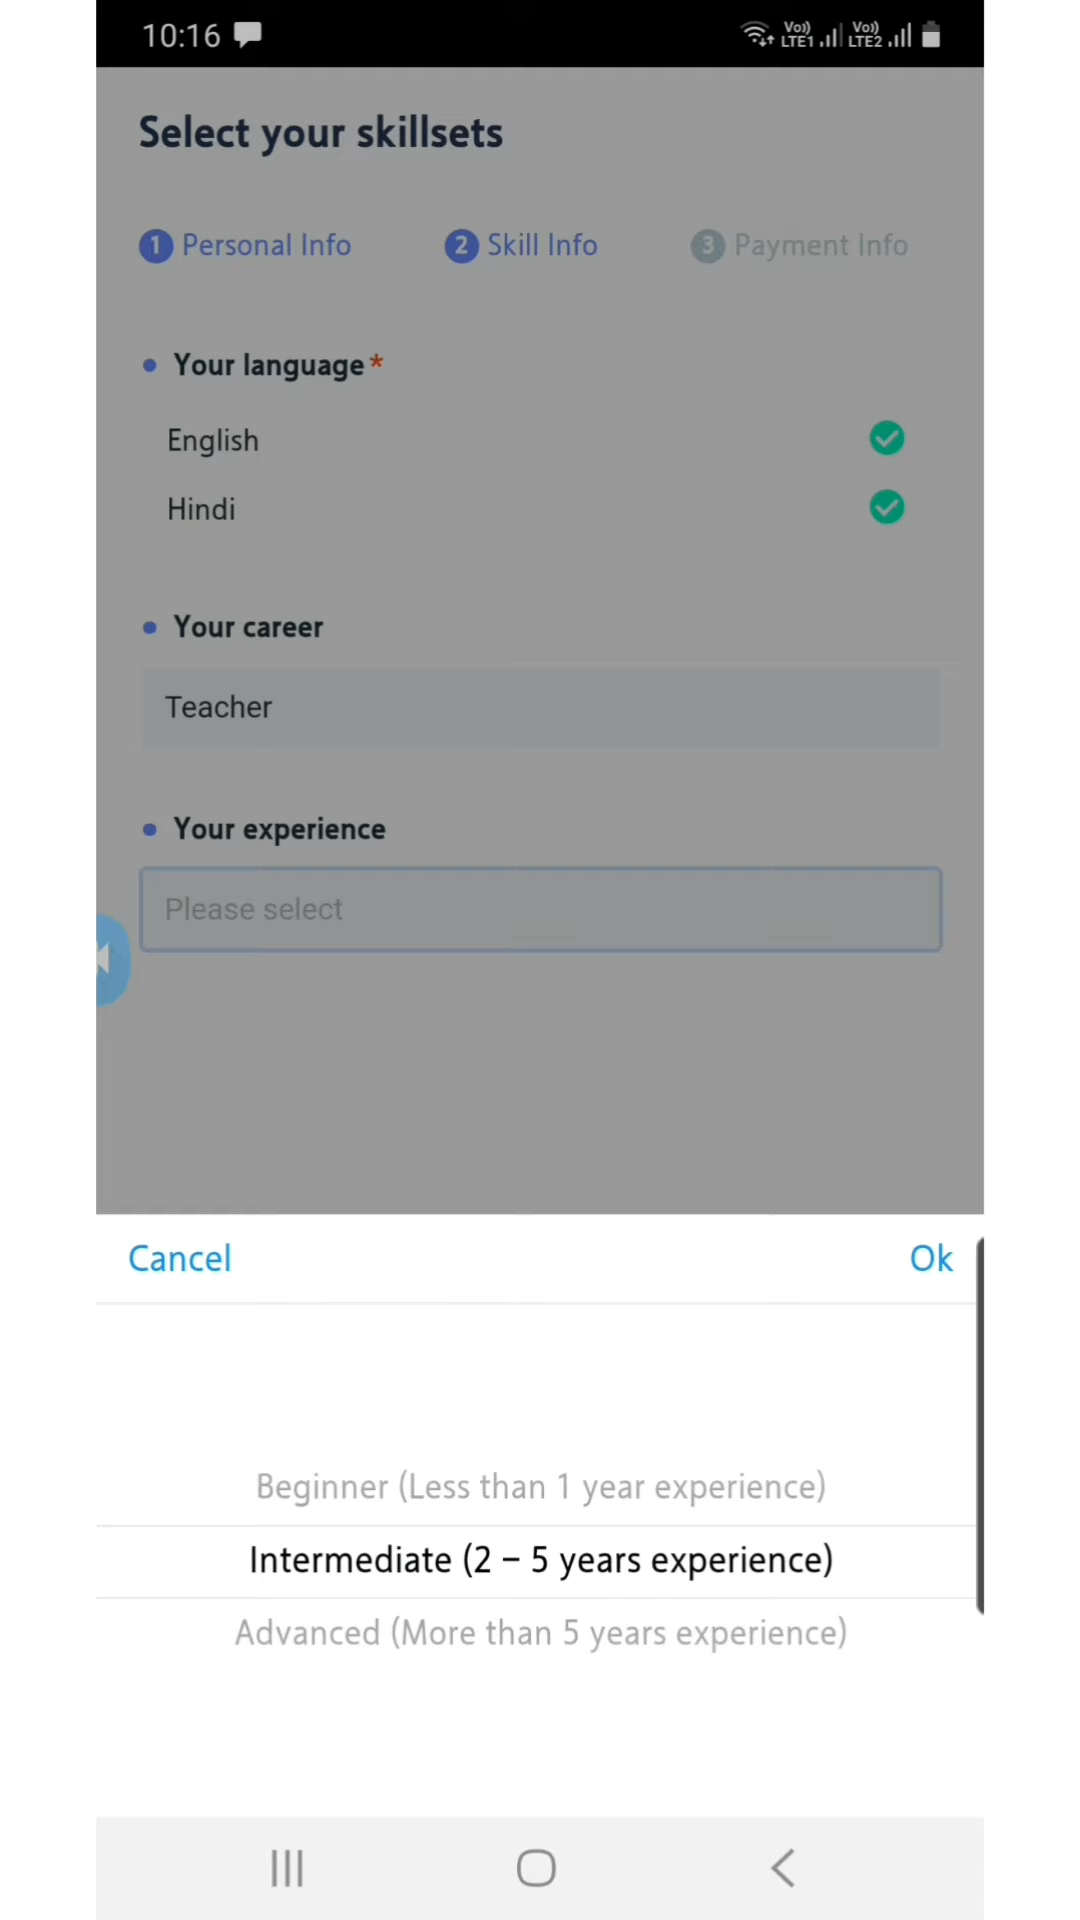 10:16 Vo)) LTE1 Vo)) LTE2
Select your skillsets
1 Personal Info 2 Skill Info 3 Payment Info
Your language*
English
Hindi
Your career
Teacher
Your experience
Please select
Cancel Ok
Beginner (Less than 1 year experience)
Intermediate (2 – 5 years experience)
Advanced (More than 5 years experience)